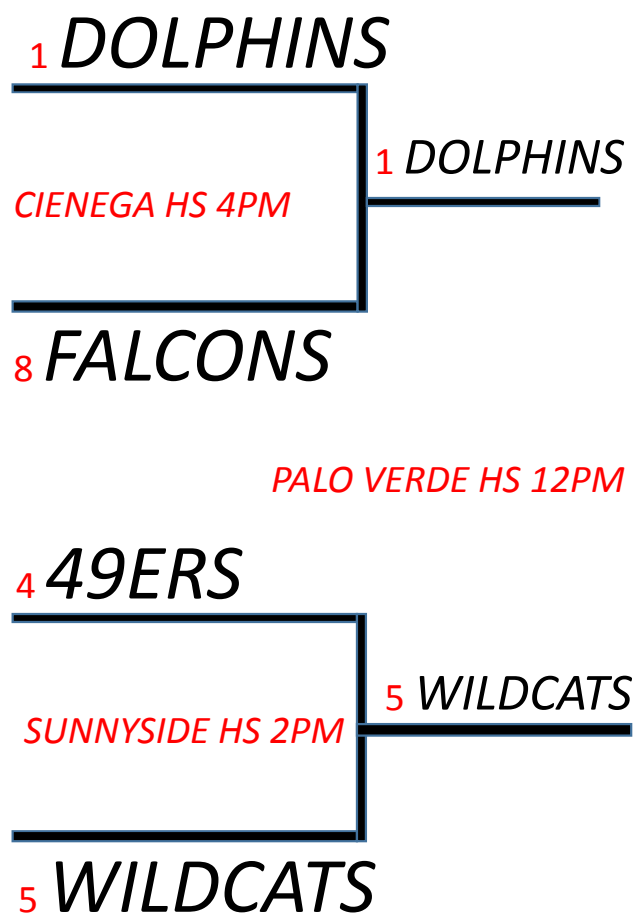 1 DOLPHINS
1 DOLPHINS
CIENEGA HS 4PM
8 FALCONS
PALO VERDE HS 12PM
4 49ERS
5 WILDCATS
SUNNYSIDE HS 2PM
5 WILDCATS